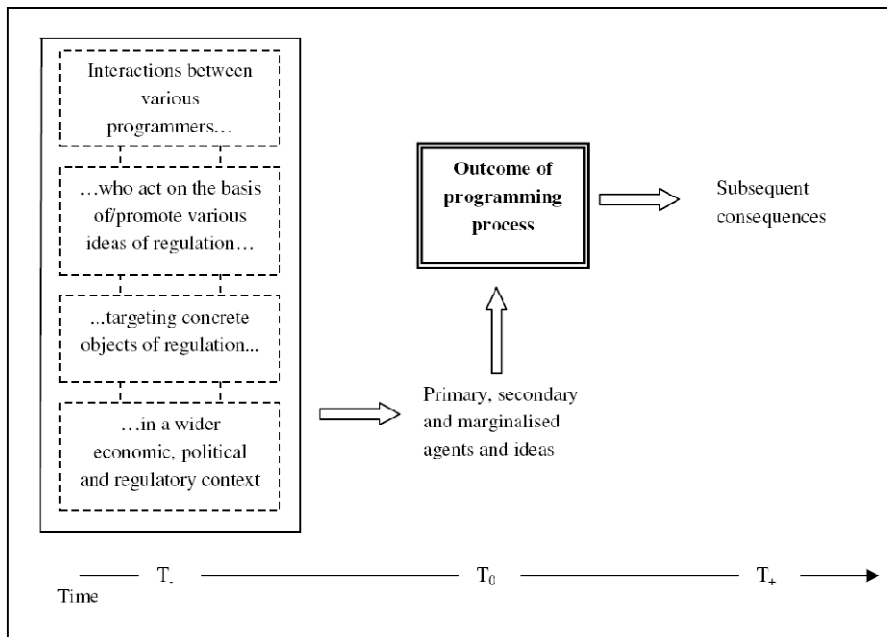 Interactions between
various
programmers…
…who act on the basis
of/promote various
ideas of regulation…
...targeting concrete
objects of regulation...
…in a wider
economic, political
and regulatory context
Primary, secondary
and marginalised
agents and ideas
Outcome of
programming
process
Subsequent
consequences
T-
T0
T+
Time